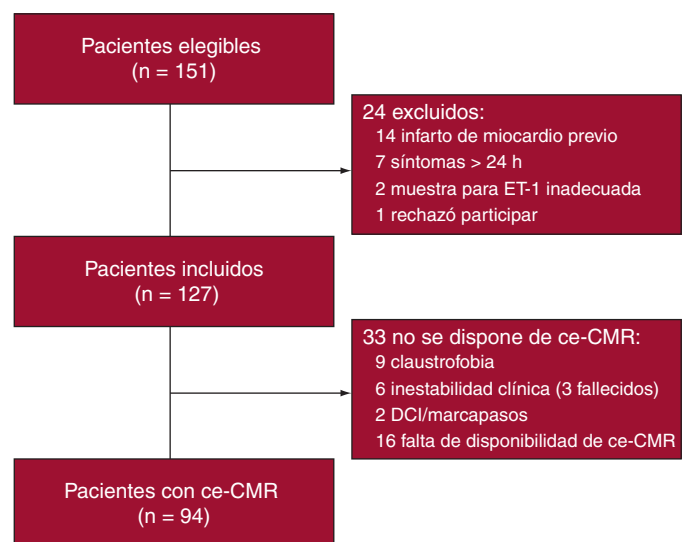 Pacientes elegibles
(n = 151)
24 excluidos:
14 infarto de miocardio previo
7 síntomas > 24 h
2 muestra para ET-1 inadecuada
1 rechazó participar
Pacientes incluidos
(n = 127)
33 no se dispone de ce-CMR:
9 claustrofobia
6 inestabilidad clínica (3 fallecidos)
2 DCI/marcapasos
16 falta de disponibilidad de ce-CMR
Pacientes con ce-CMR
(n = 94)